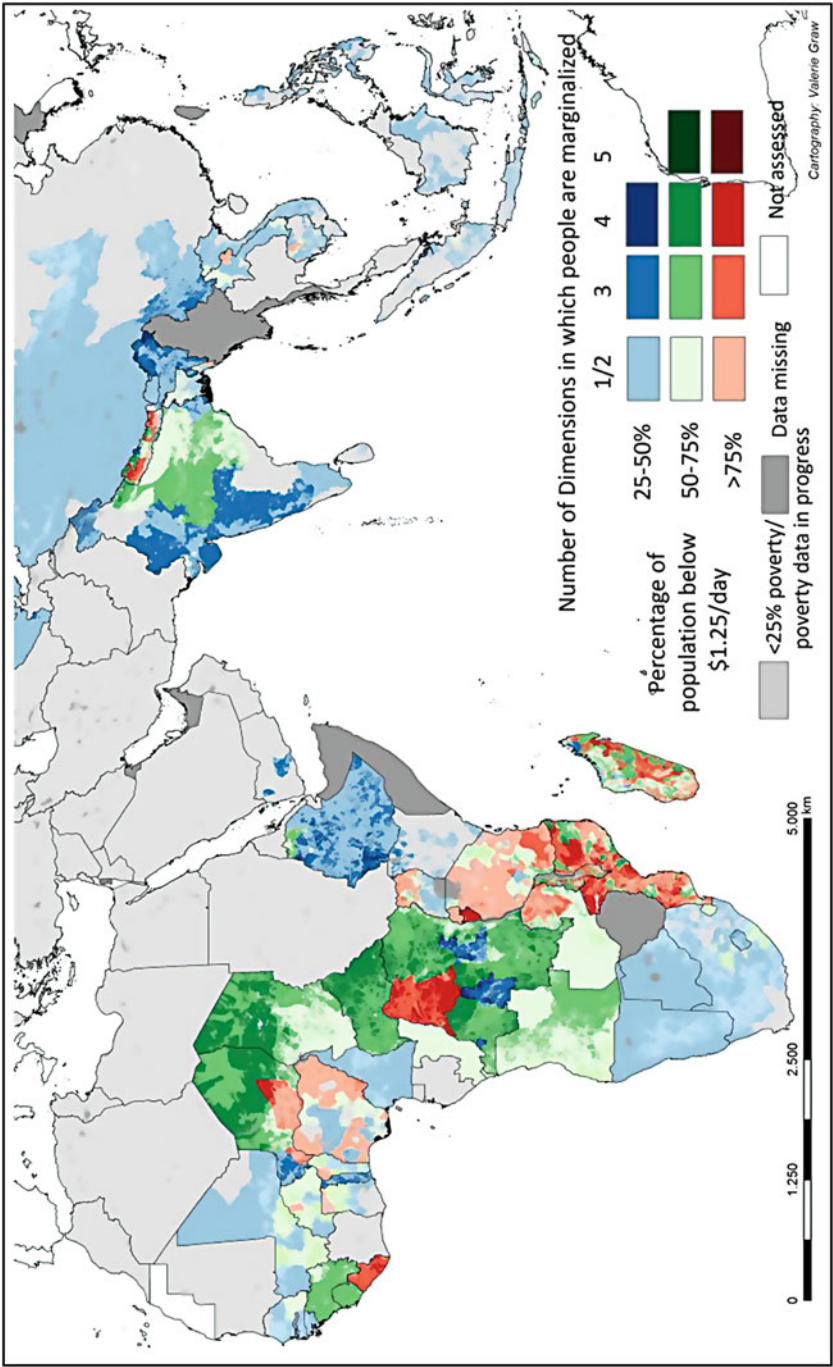 Number of Dimensions in which people are marginalized
1/2 3 4 5
Percentage of
population below
$1.25/day
25-50%
50-75%
>75%
<25% poverty/
poverty data in progress
Data missing
Not assessed
0 1.250 2.500 5.000
km
Cartography: Valerie Graw